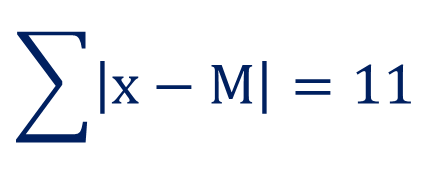 ∑|x − M| = 11